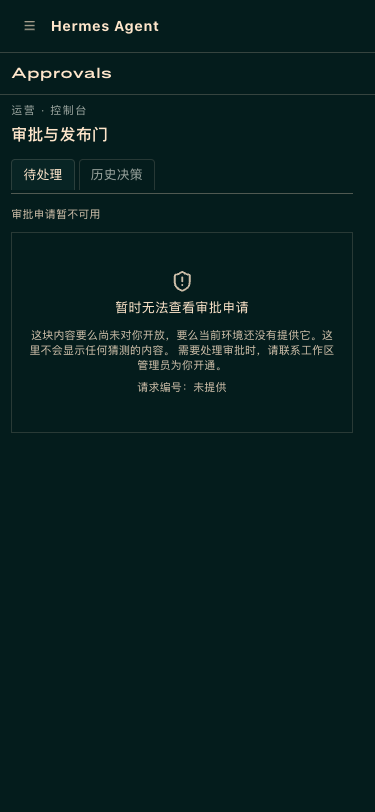 Hermes Agent
Approvals
运营 · 控制台
审批与发布门
待处理
历史决策
审批申请暂不可用
暂时无法查看审批申请
这块内容要么尚未对你开放，要么当前环境还没有提供它。这
里不会显示任何猜测的内容。 需要处理审批时，请联系工作区
管理员为你开通。
请求编号：未提供